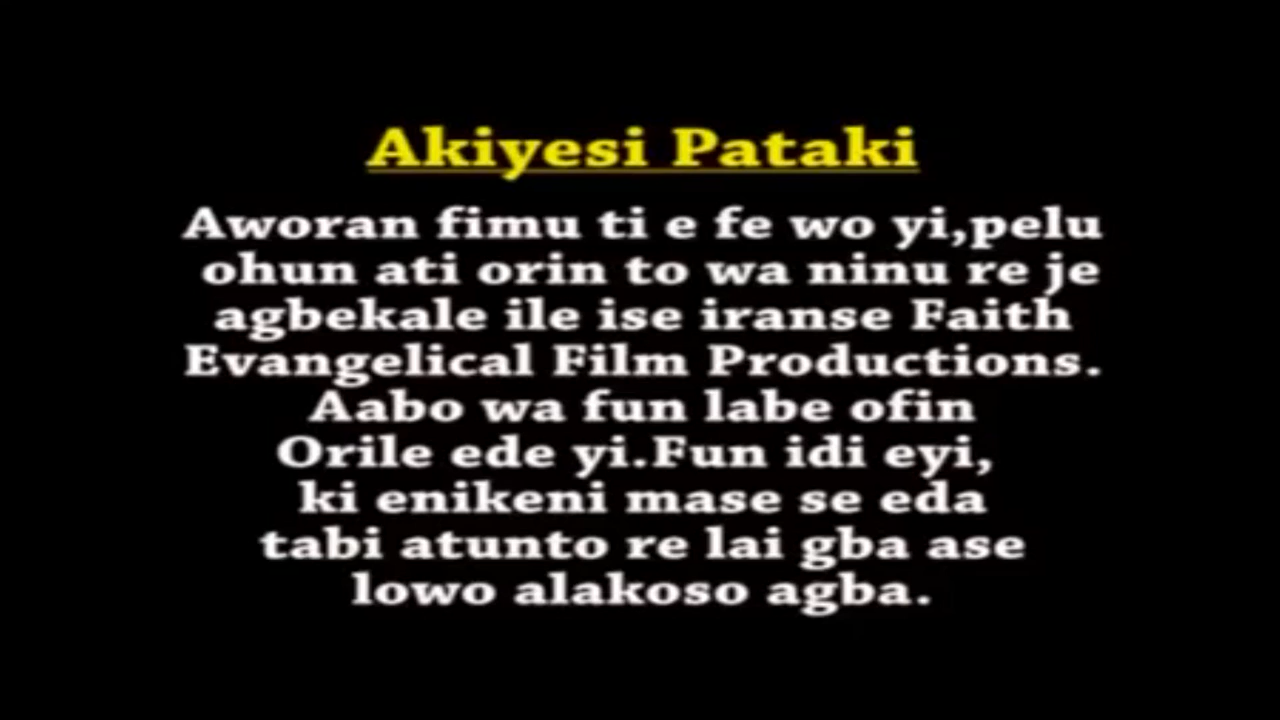 Akiyesi Pataki
Aworan fimu ti e fe wo yi,pelu
ohun ati orin to wa ninu re je
agbekale ile ise iranse Faith
Evangelical Film Productions.
Aabo wa fun labe ofin
Orile ede yi.Fun idi eyi,
ki enikeni mase se eda
tabi atunto re lai gba ase
lowo alakoso agba.